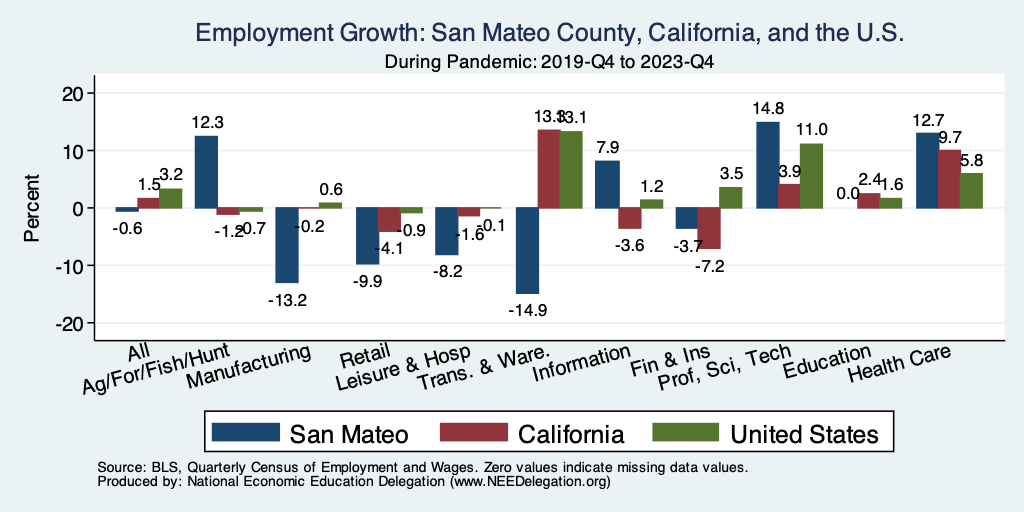 Employment Growth: San Mateo County, California, and the U.S.
During Pandemic: 2019-Q4 to 2023-Q4
Percent
20
10
0
-10
-20
-0.6 1.5 3.2
12.3 -1.2 -0.7
-13.2 -0.2 0.6
-9.9 -4.1 -0.9
-8.2 -1.6 -0.1
-14.9 13.3 13.1
7.9 -3.6 1.2
-3.7 -7.2 3.5
14.8 3.9 11.0
0.0 2.4 1.6
12.7 9.7 5.8
All
Ag/For/Fish/Hunt
Manufacturing
Retail
Leisure & Hosp
Trans. & Ware.
Information
Fin & Ins
Prof, Sci, Tech
Education
Health Care
San Mateo California United States
Source: BLS, Quarterly Census of Employment and Wages. Zero values indicate missing data values.
Produced by: National Economic Education Delegation (www.NEEDelegation.org)